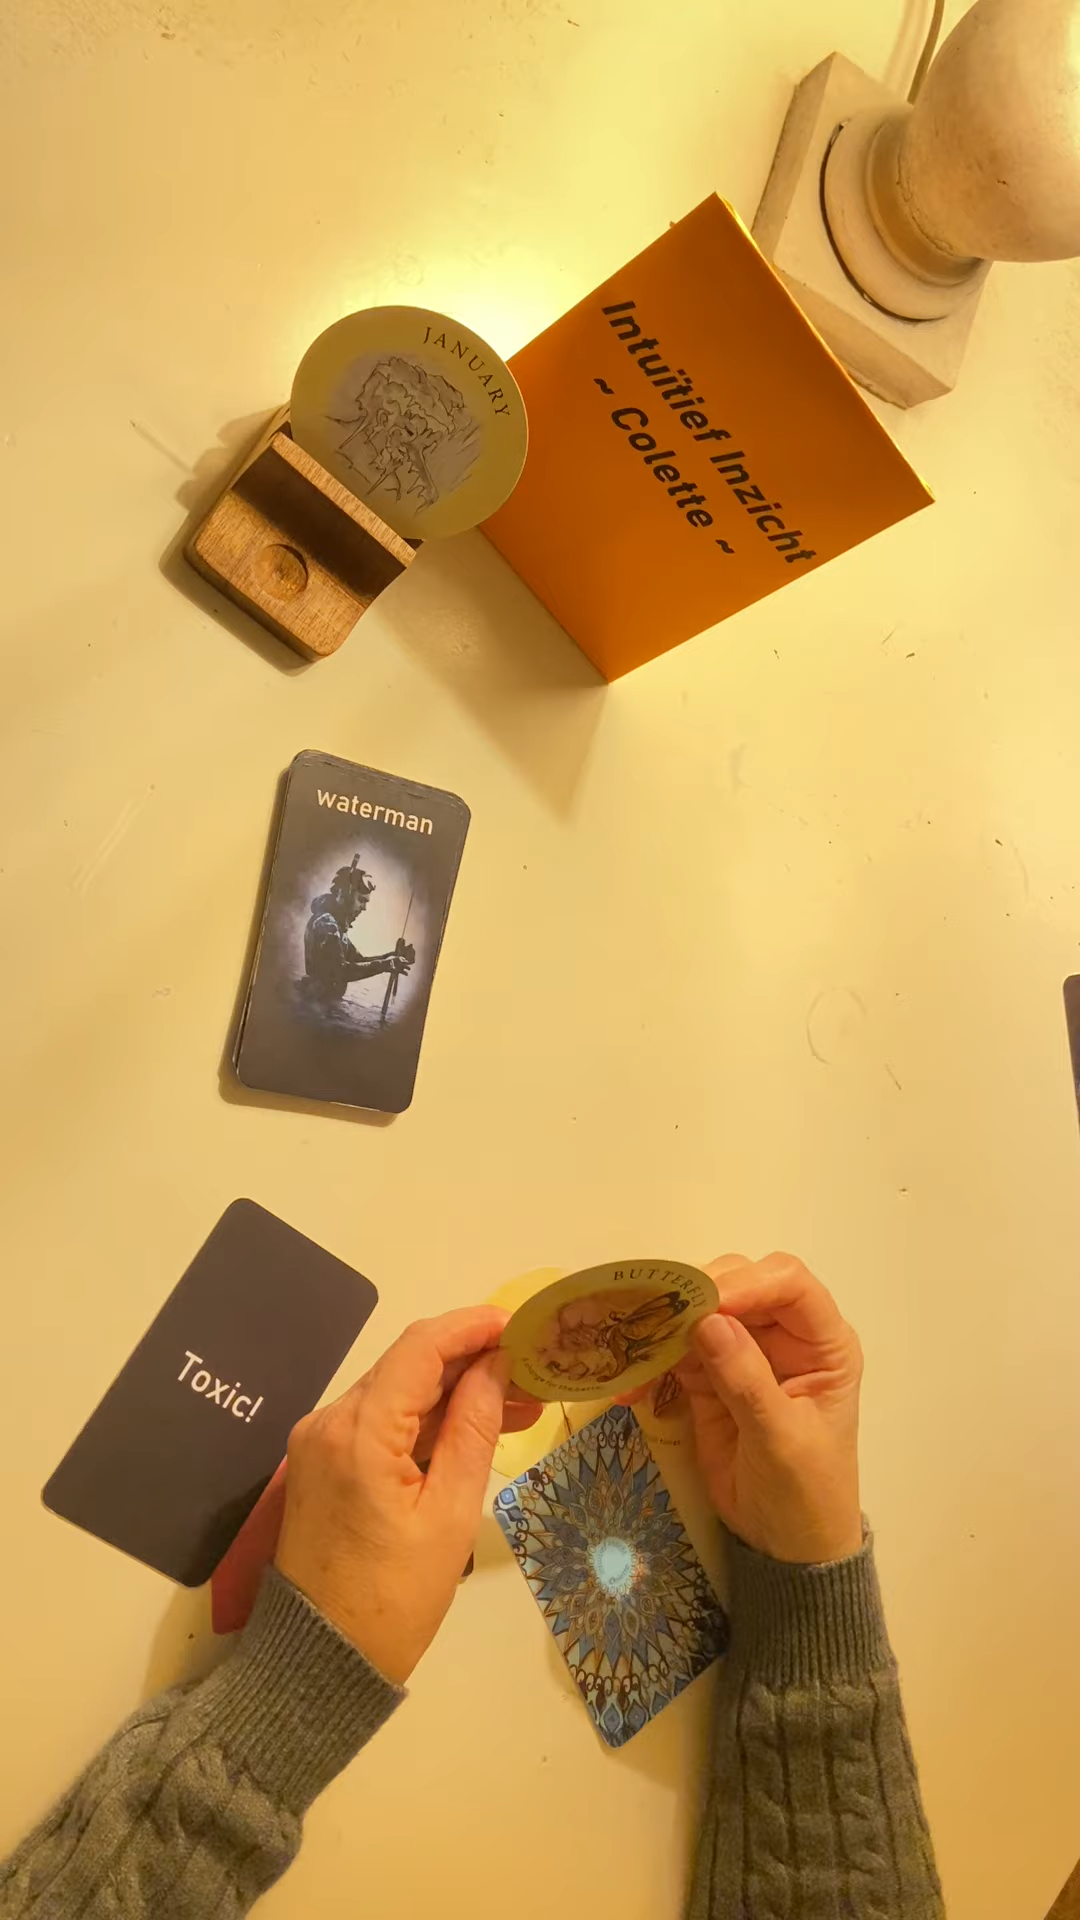 JANUARY
Intuïtief Inzicht
~ Colette ~
waterman
Toxic!
BUTTERFLY